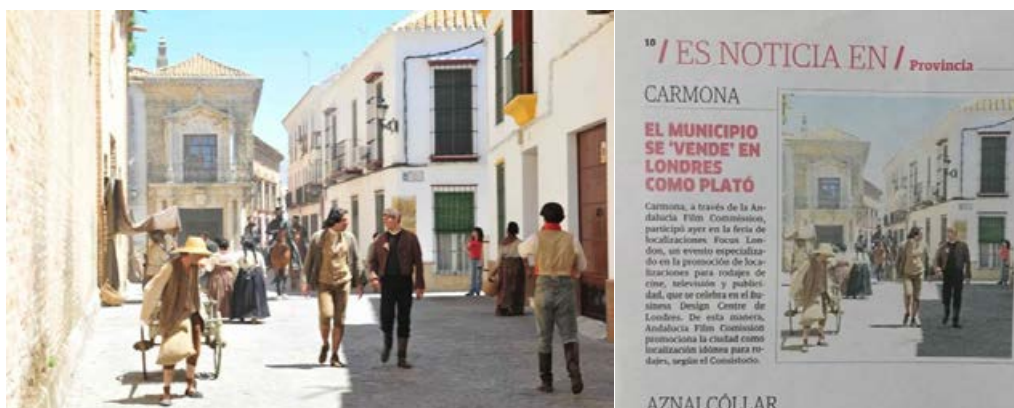 10 / ES NOTICIA EN / Provincia
CARMONA
EL MUNICIPIO
SE 'VENDE' EN
LONDRES
COMO PLATÓ
Carmona, a través de la An-
dalucía Film Commission,
participó ayer en la feria de
localizaciones Focus Lon-
don, un evento especializa-
do en la promoción de loca-
lizaciones para rodajes de
cine, televisión y publici-
dad, que se celebra en el Bu-
siness Design Centre de
Londres. De esta manera,
Andalucía Film Comission
promociona la ciudad como
localización idónea para ro-
dajes, según el Consistorio.
AZNALCÓLLAR